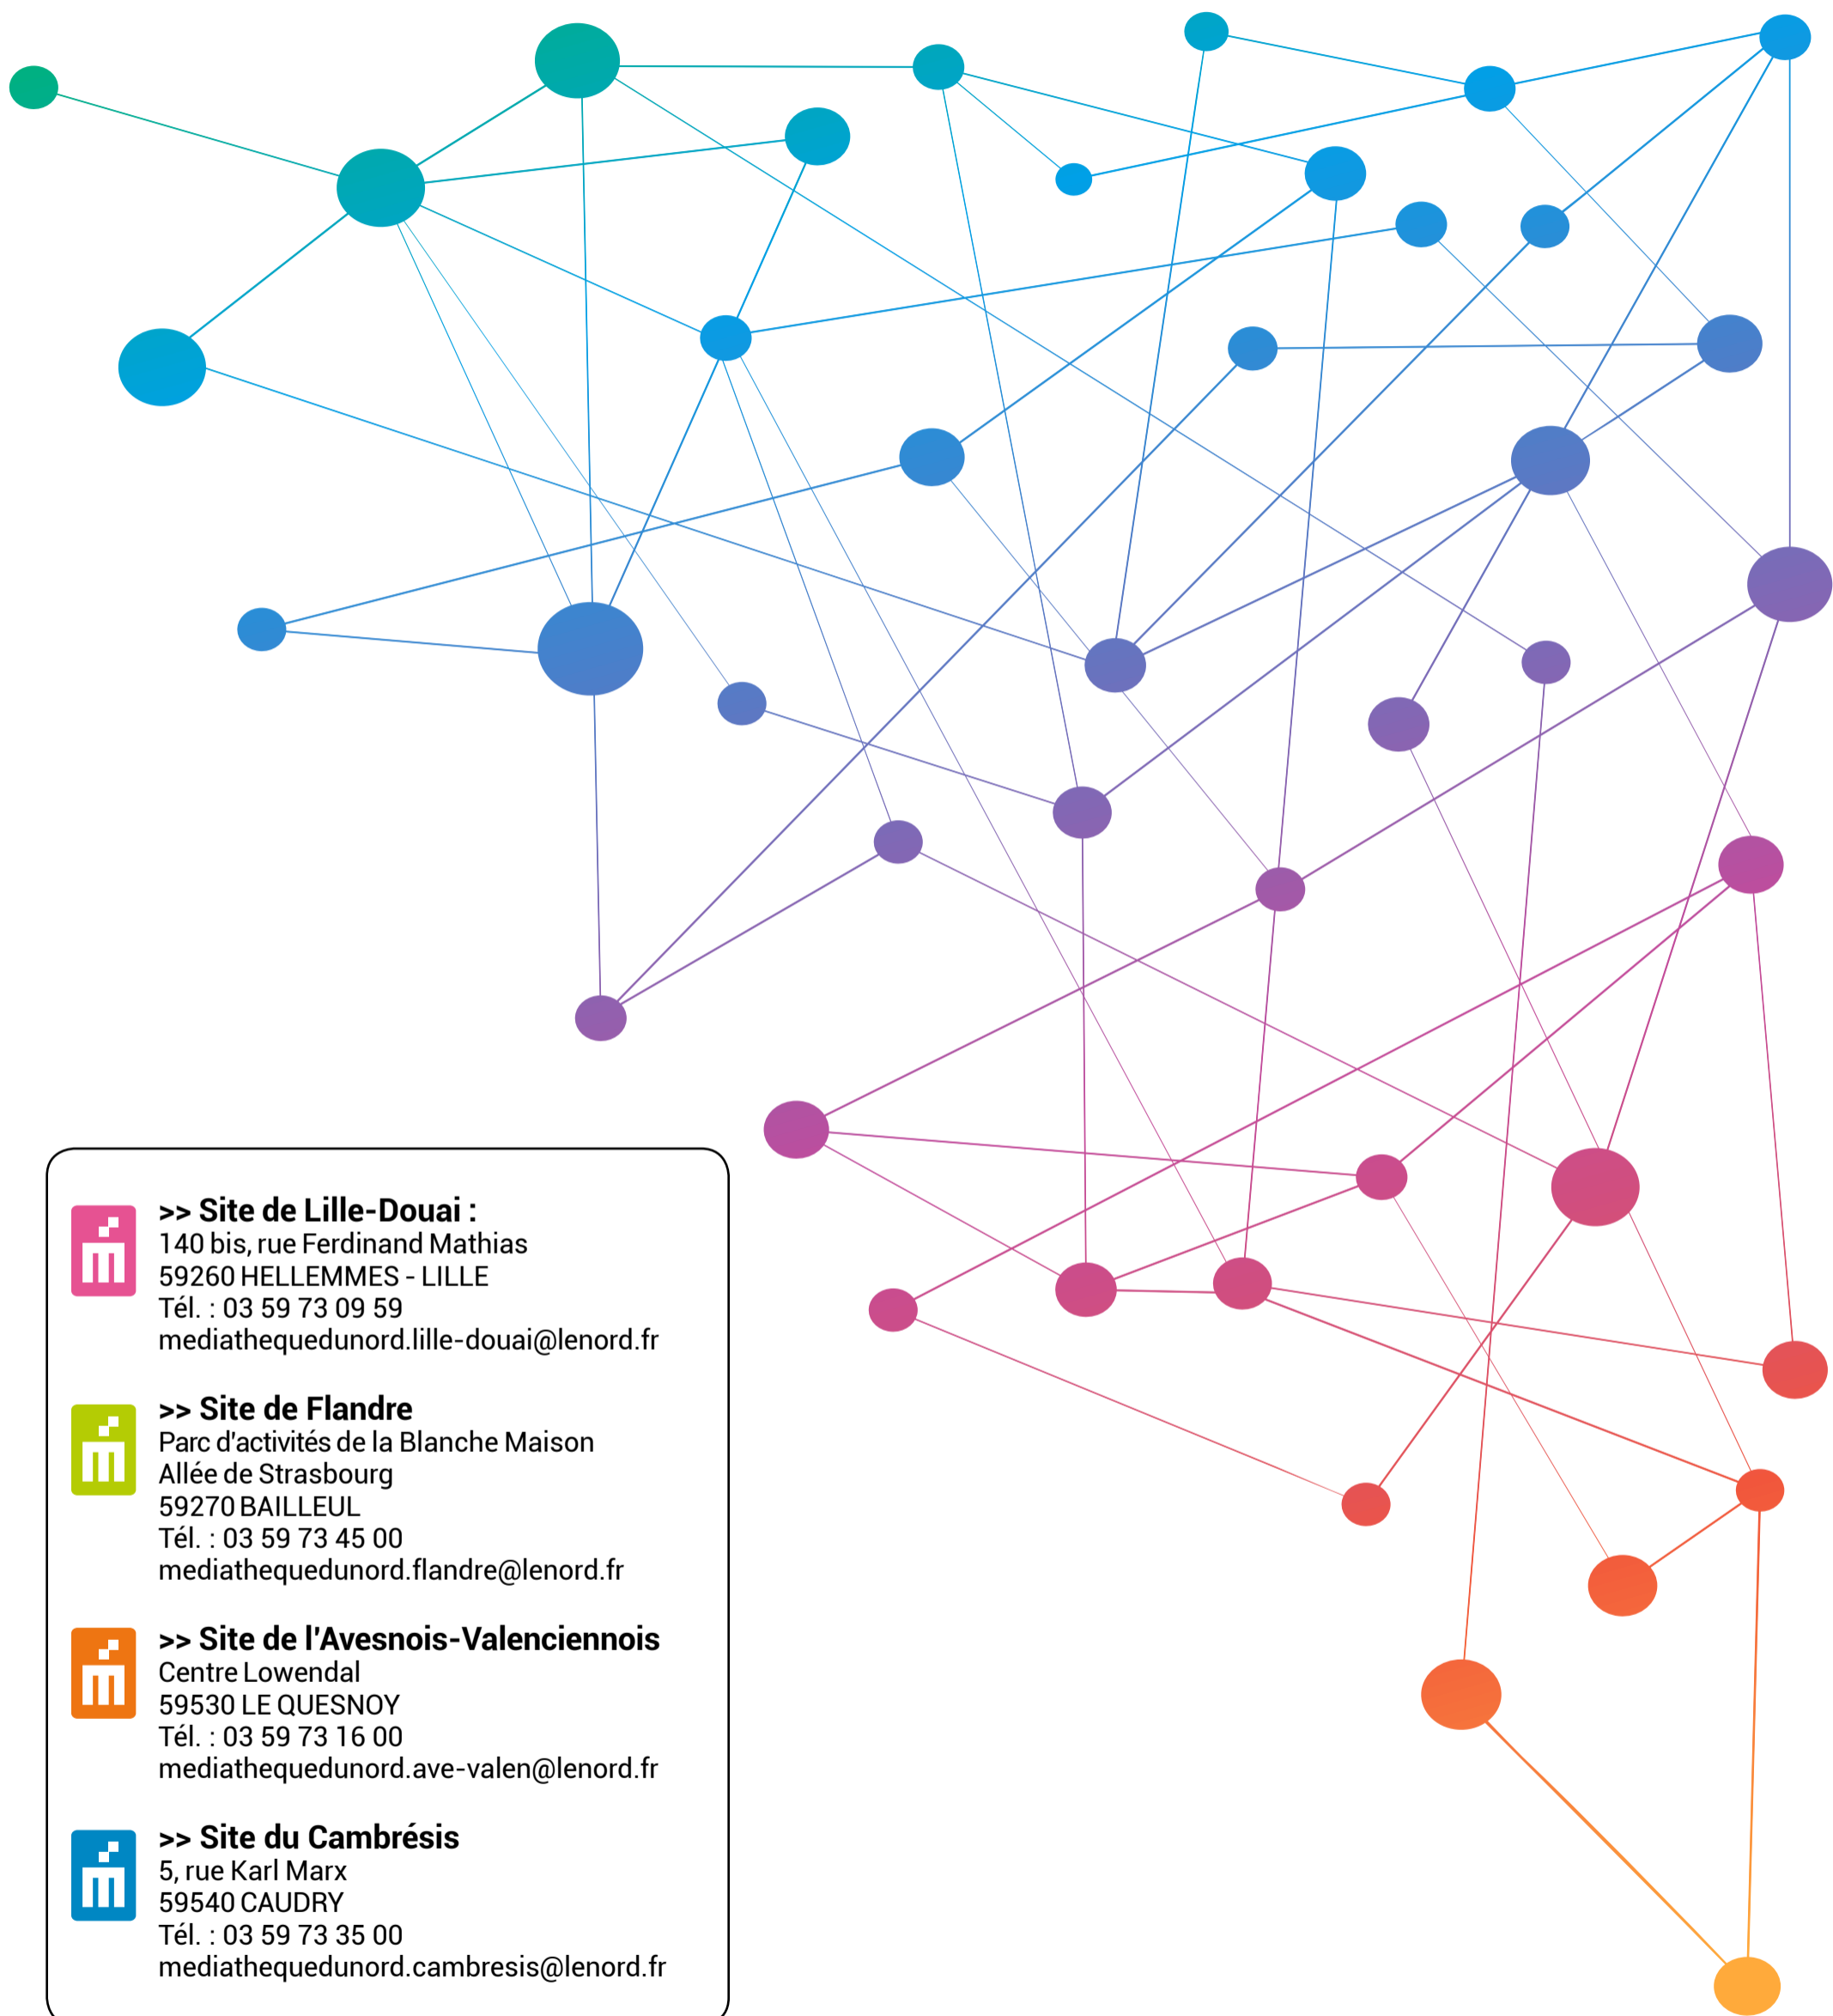 >> Site de Lille-Douai :
140 bis, rue Ferdinand Mathias
59260 HELLEMMES - LILLE
Tél. : 03 59 73 09 59
mediathequedunord.lille-douai@lenord.fr
>> Site de Flandre
Parc d'activités de la Blanche Maison
Allée de Strasbourg
59270 BAILLEUL
Tél. : 03 59 73 45 00
mediathequedunord.flandre@lenord.fr
>> Site de l'Avesnois-Valenciennois
Centre Lowendal
59530 LE QUESNOY
Tél. : 03 59 73 16 00
mediathequedunord.ave-valen@lenord.fr
>> Site du Cambrésis
5, rue Karl Marx
59540 CAUDRY
Tél. : 03 59 73 35 00
mediathequedunord.cambresis@lenord.fr